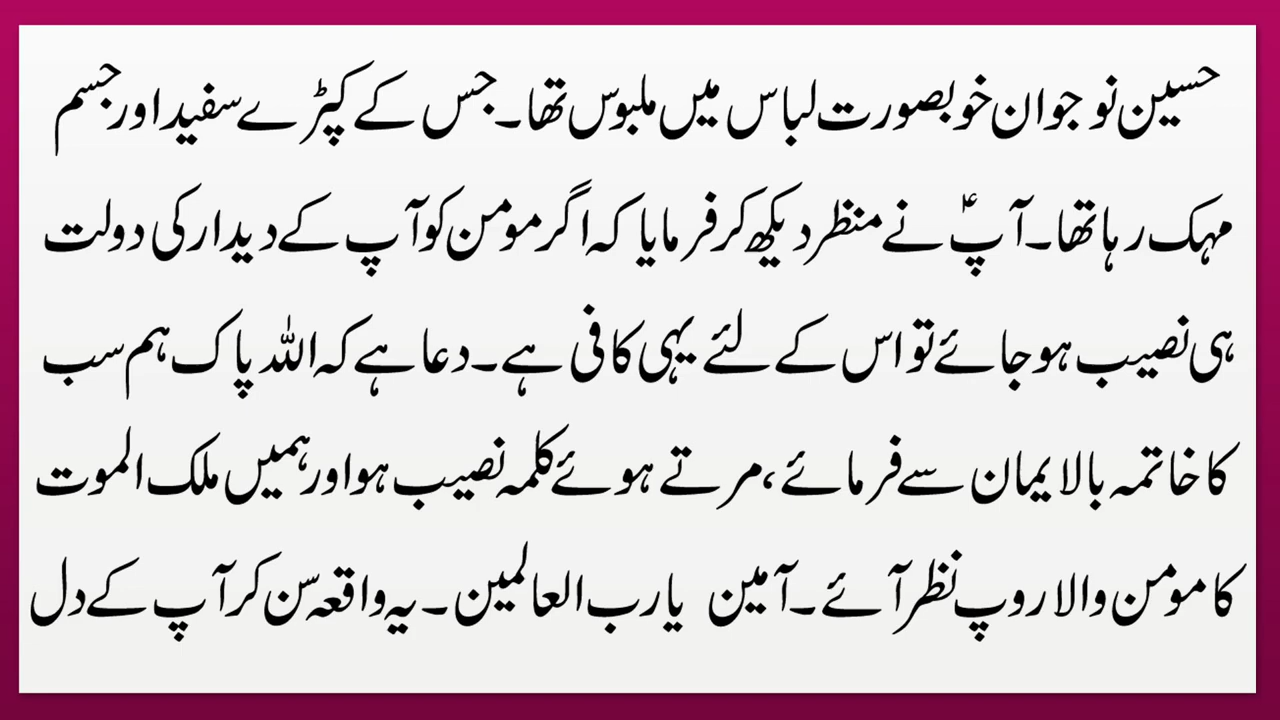 حسین نوجوان خوبصورت لباس میں ملبوس تھا۔ جس کے کپڑے سفید اور جسم
مہک رہا تھا۔ آپؑ نے منظر دیکھ کر فرمایا کہ اگر مومن کو آپ کے دیدار کی دولت
ہی نصیب ہو جائے تو اس کے لئے یہی کافی ہے۔ دعا ہے کہ اللہ پاک ہم سب
کا خاتمہ بالایمان سے فرمائے، مرتے ہوئے کلمہ نصیب ہو اور ہمیں ملک الموت
کا مومن والا روپ نظر آئے۔ آمین یارب العالمین۔ یہ واقعہ سن کر آپ کے دل